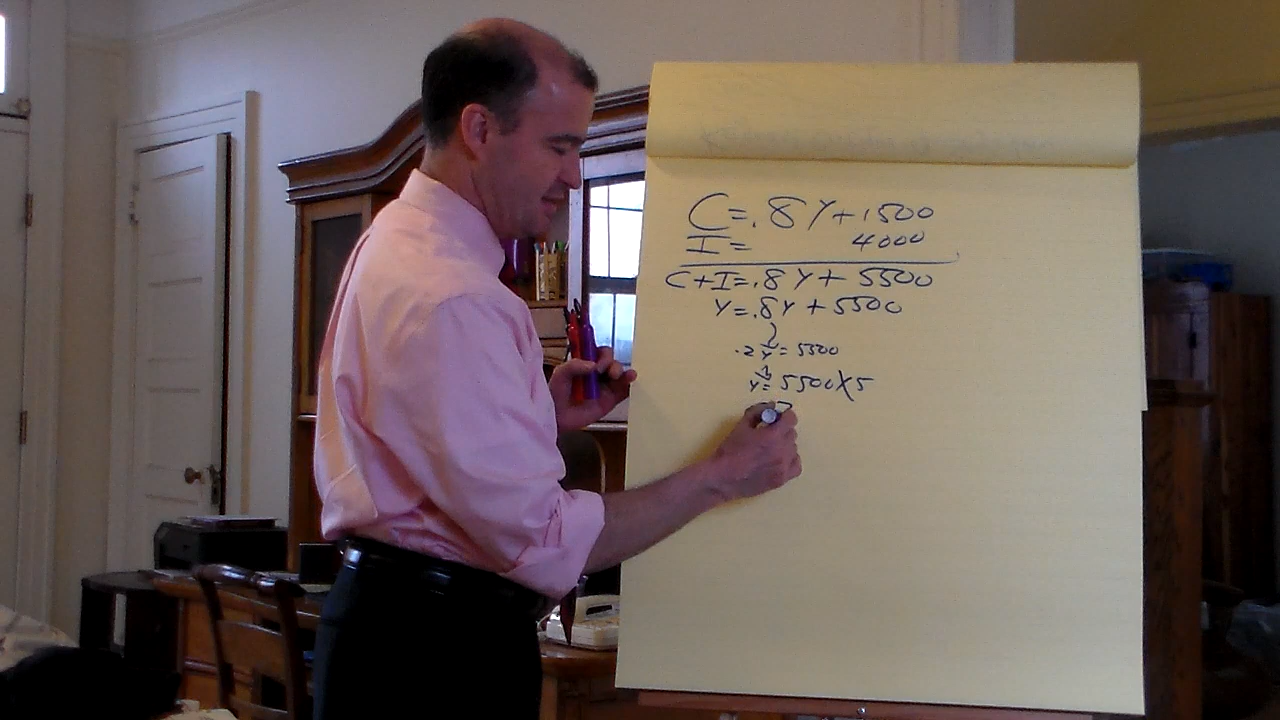 C = .8Y + 1500
I = 4000
C + I = .8Y + 5500
Y = .8Y + 5500
.2Y = 5500
Y = 5500 X 5